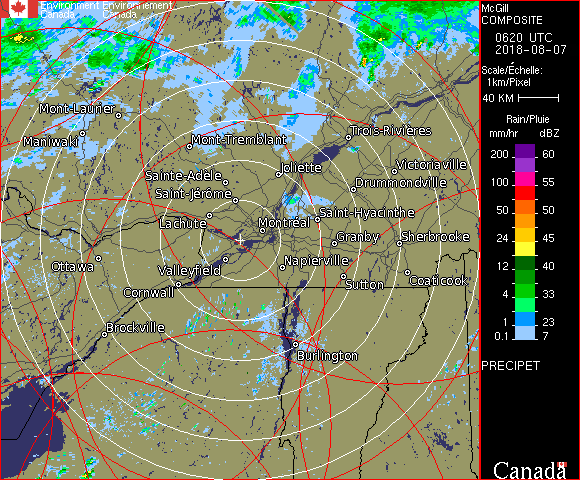 Environment Environnement
Canada Canada
McGill
COMPOSITE
0620 UTC
2018-08-07
Scale/Échelle:
1km/Pixel
40 KM
Rain/Pluie
mm/hr dBZ
200 60
100 55
50 50
24 45
12 40
4 33
1 23
0.1 7
PRECIPET
Canada
Mont-Laurier
Maniwaki
Mont-Tremblant
Trois-Rivières
Joliette
Victoriaville
Sainte-Adèle
Drummondville
Saint-Jérôme
Lachute
Saint-Hyacinthe
Montréal
Granby
Sherbrooke
Ottawa
Valleyfield
Napierville
Sutton
Coaticook
Cornwall
Brockville
Burlington